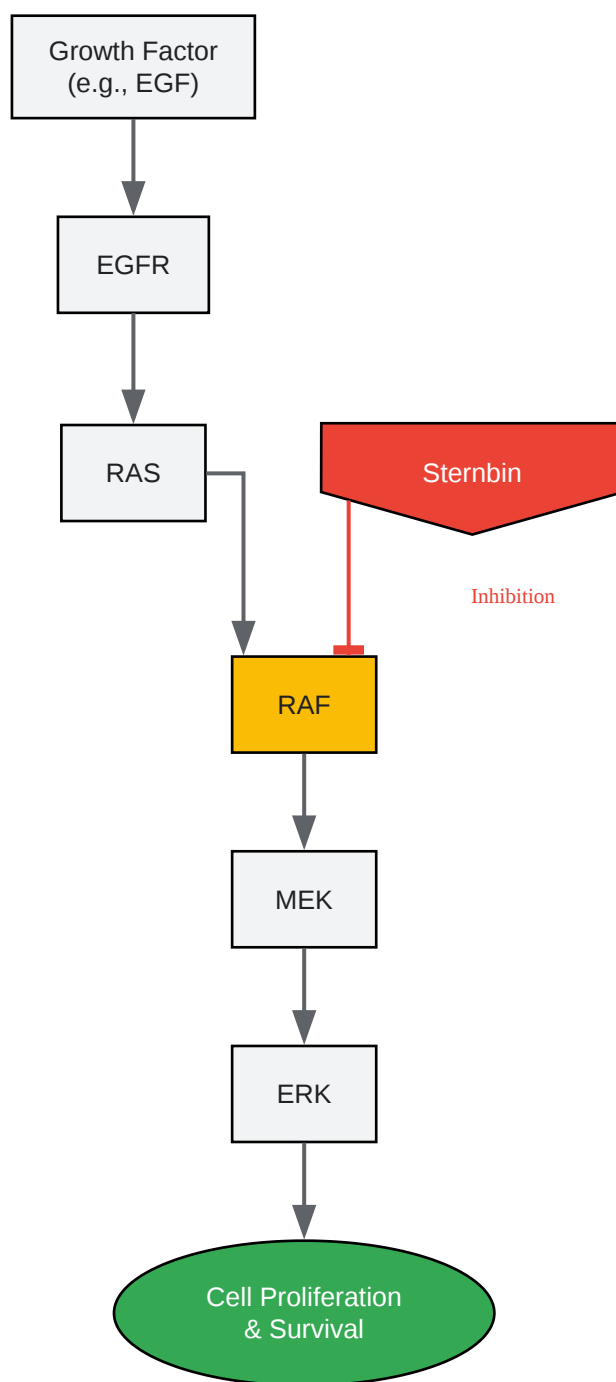 Growth Factor
(e.g., EGF)
EGFR
RAS
Sternbin
Inhibition
RAF
MEK
ERK
Cell Proliferation
& Survival